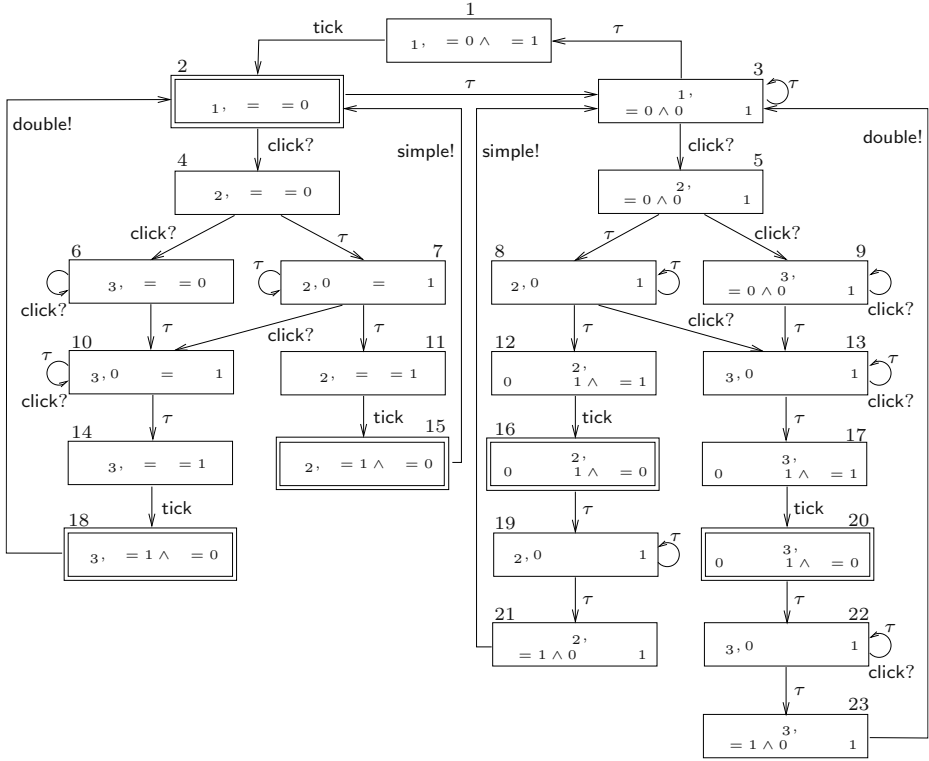 1
tick
τ
1, = 0 ∧ = 1
2
3
τ
τ
1, = = 0
1,
= 0 ∧ 0 1
double!
click?
simple!
simple!
click?
double!
4
5
2, = = 0
2,
= 0 ∧ 0 1
click?
τ
τ
click?
6
7
8
9
τ
τ
3, = = 0
2, 0 = 1
2, 0 1
3,
= 0 ∧ 0 1
click?
click?
τ
click?
τ
τ
click?
τ
10
11
12
13
τ
τ
3, 0 = 1
2, = = 1
2,
0 1 ∧ = 1
3, 0 1
click?
click?
τ
tick
tick
τ
14
15
16
17
3, = = 1
2, = 1 ∧ = 0
2,
0 1 ∧ = 0
3,
0 1 ∧ = 1
tick
τ
tick
18
19
20
τ
3, = 1 ∧ = 0
2, 0 1
3,
0 1 ∧ = 0
τ
τ
21
22
τ
2,
= 1 ∧ 0 1
3, 0 1
click?
τ
23
3,
= 1 ∧ 0 1